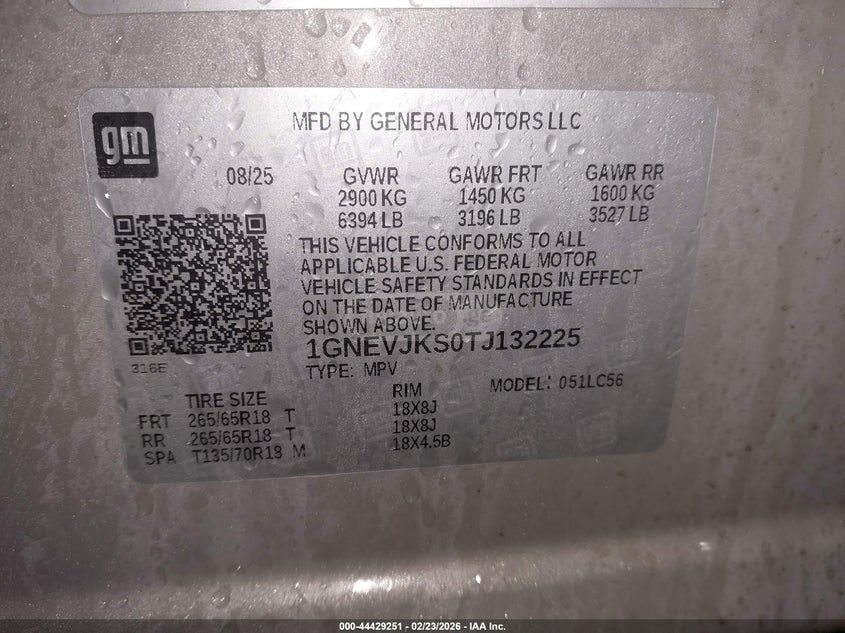 gm
MFD BY GENERAL MOTORS LLC
08/25 GVWR GAWR FRT GAWR RR
2900 KG 1450 KG 1600 KG
6394 LB 3196 LB 3527 LB
THIS VEHICLE CONFORMS TO ALL
APPLICABLE U.S. FEDERAL MOTOR
VEHICLE SAFETY STANDARDS IN EFFECT
ON THE DATE OF MANUFACTURE
SHOWN ABOVE.
1GNEVJKS0TJ132225
316E
TYPE: MPV MODEL: 051LC56
TIRE SIZE RIM
FRT 265/65R18 T 18X8J
RR 265/65R18 T 18X8J
SPA T135/70R18 M 18X4.5B
000-44429251 | 02/23/2026 - IAA Inc.